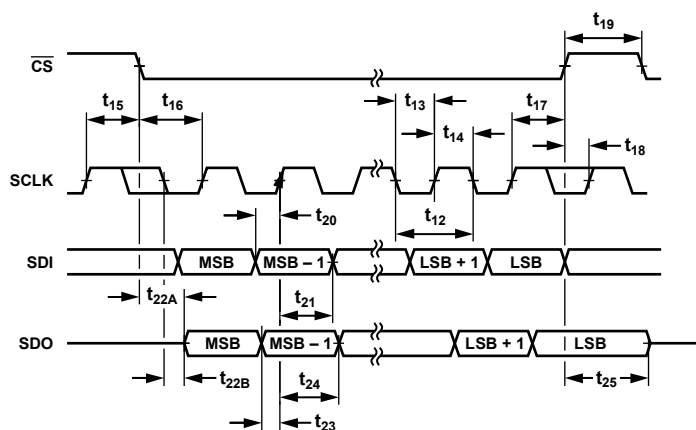 t19
CS
t15
t16
t13
t17
t14
t18
SCLK
t20
t12
SDI
MSB
MSB – 1
LSB + 1
LSB
t22A
t21
SDO
MSB
MSB – 1
LSB + 1
LSB
t22B
t24
t25
t23